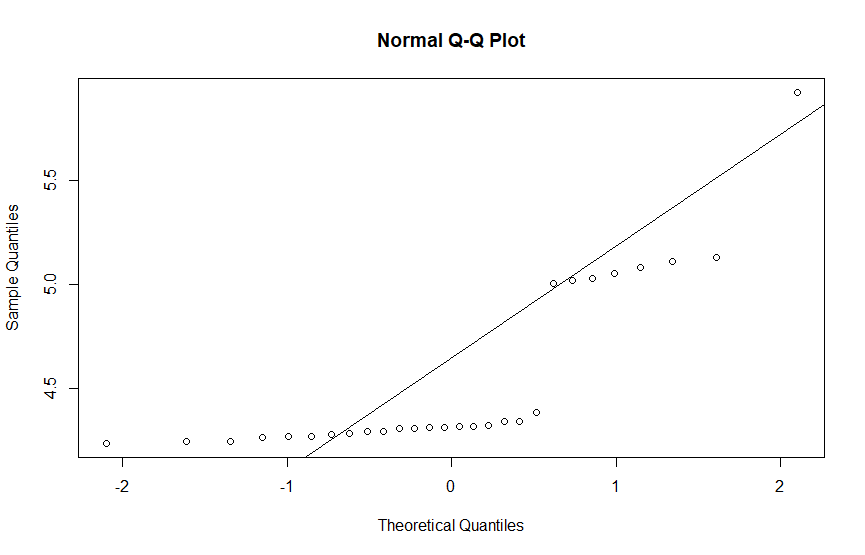 Normal Q-Q Plot
Sample Quantiles
5.5
5.0
4.5
-2 -1 0 1 2
Theoretical Quantiles